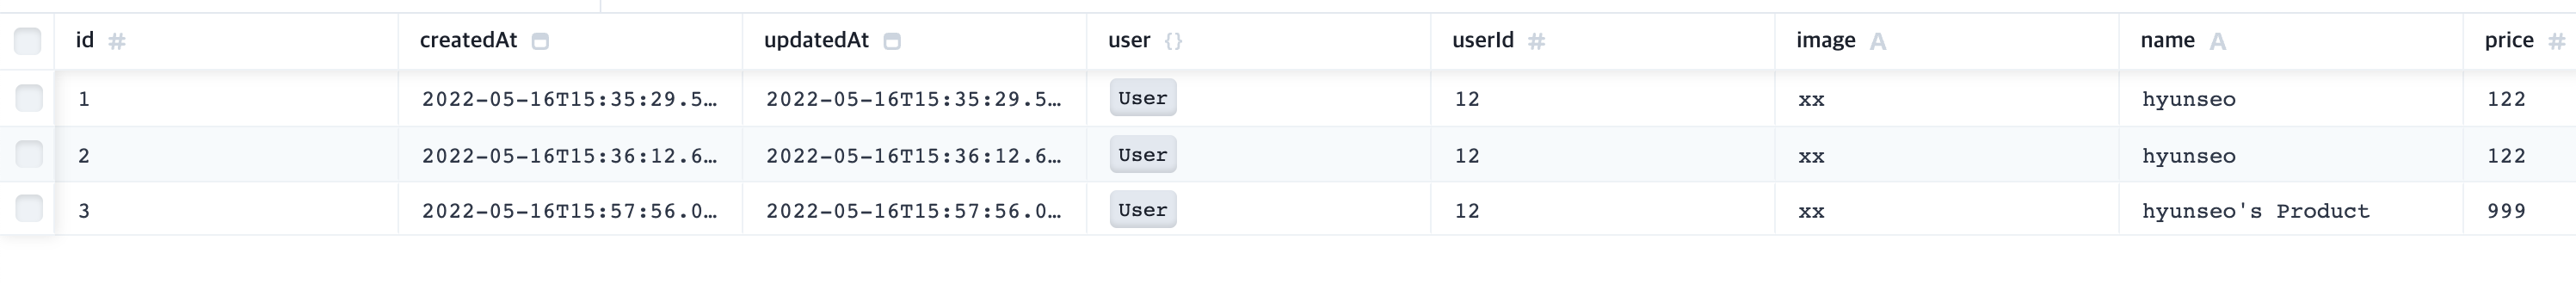 id # createdAt updatedAt user {} userId # image A name A price #
1 2022-05-16T15:35:29.5… 2022-05-16T15:35:29.5… User 12 xx hyunseo 122
2 2022-05-16T15:36:12.6… 2022-05-16T15:36:12.6… User 12 xx hyunseo 122
3 2022-05-16T15:57:56.0… 2022-05-16T15:57:56.0… User 12 xx hyunseo's Product 999